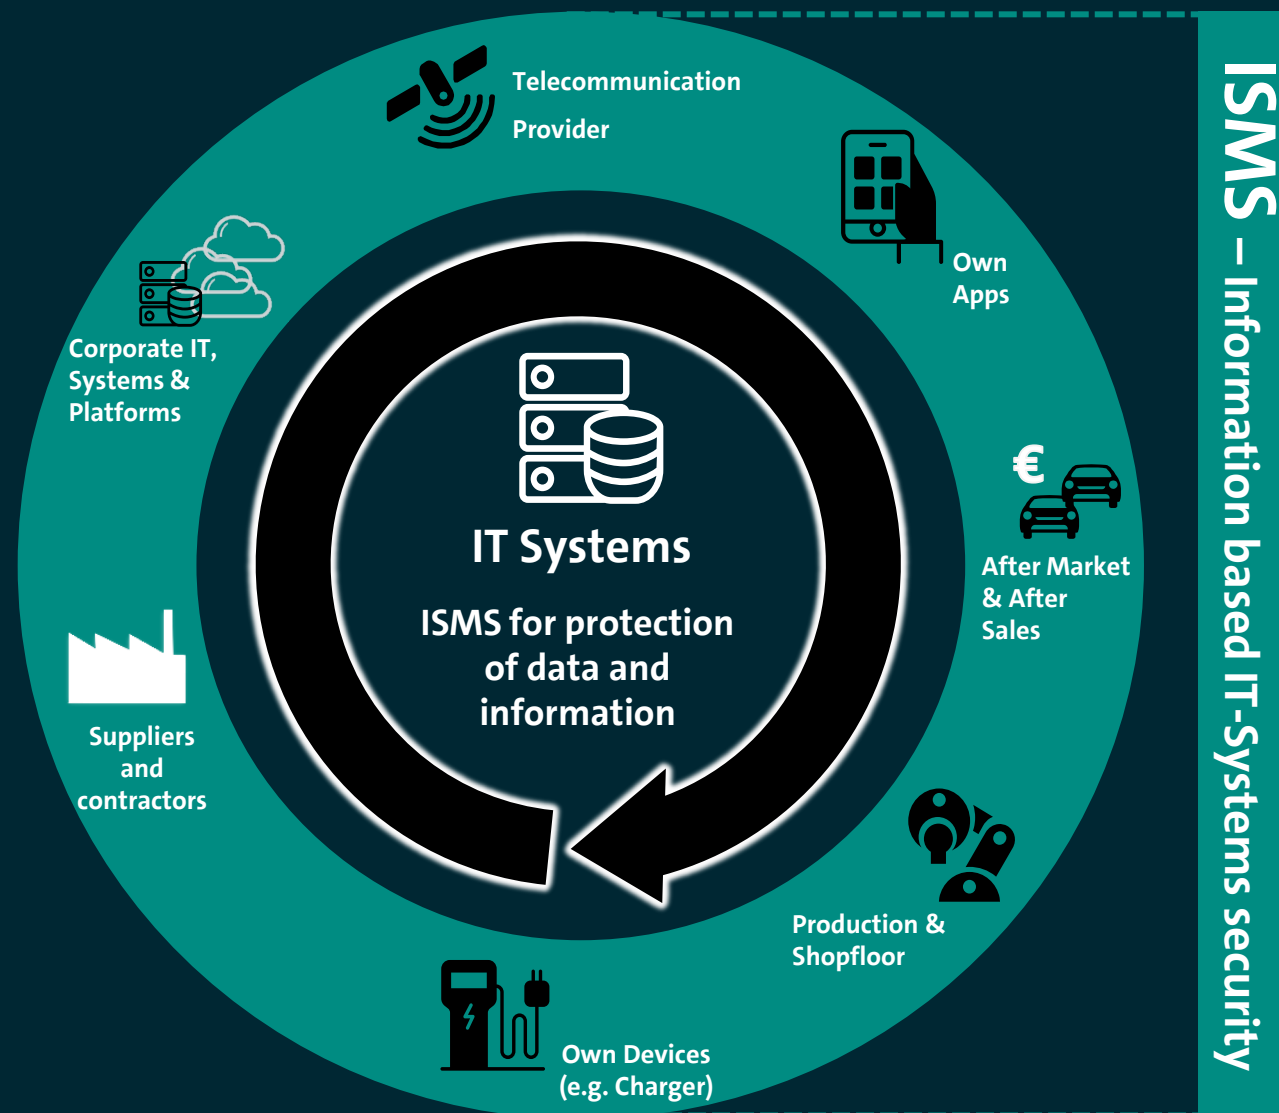 Telecommunication
Provider
Own
Apps
Corporate IT,
Systems &
Platforms
€
After Market
& After
Sales
IT Systems
ISMS for protection
of data and
information
Suppliers
and
contractors
Production &
Shopfloor
Own Devices
(e.g. Charger)
ISMS – Information based IT-Systems security